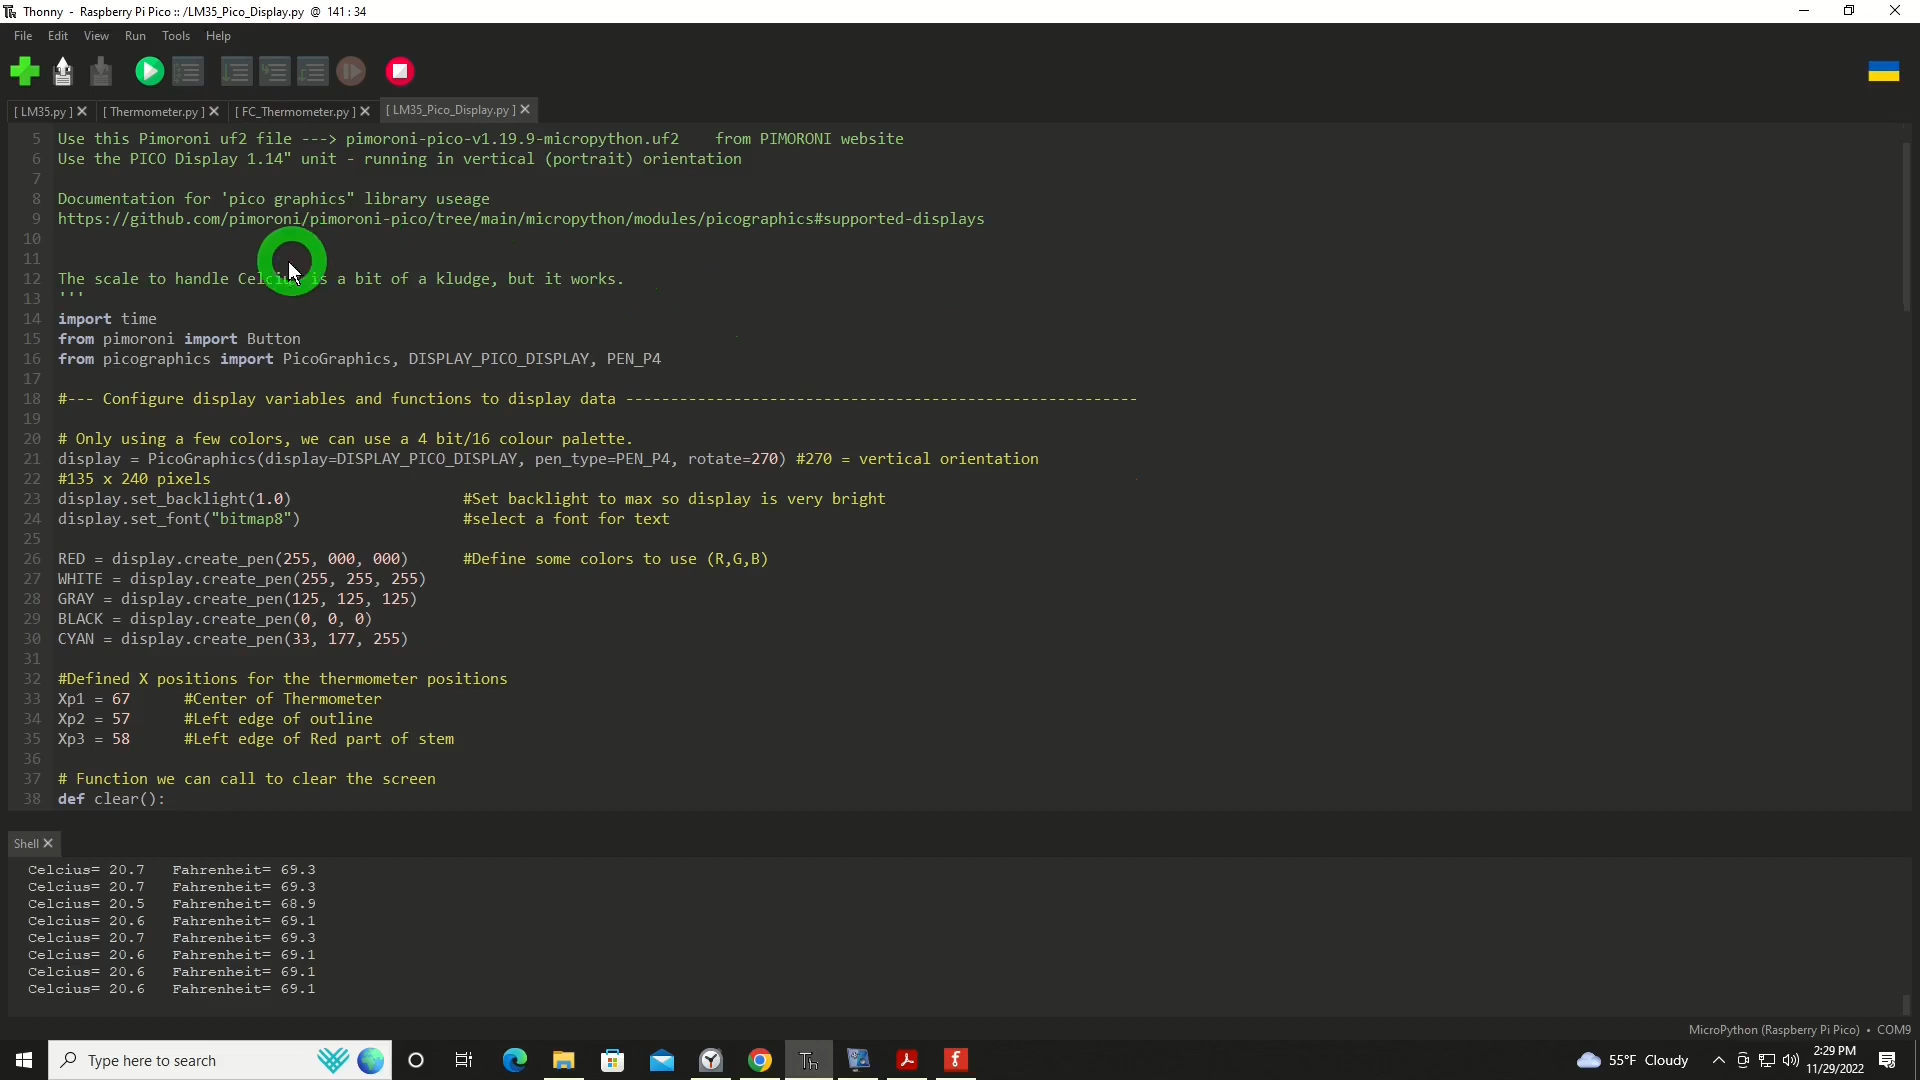 Thonny - Raspberry Pi Pico :: /LM35_Pico_Display.py @ 141 : 34
File Edit View Run Tools Help
[ LM35.py ] [ Thermometer.py ] [ FC_Thermometer.py ] [ LM35_Pico_Display.py ]
5 Use this Pimoroni uf2 file ---> pimoroni-pico-v1.19.9-micropython.uf2    from PIMORONI website
6 Use the PICO Display 1.14" unit - running in vertical (portrait) orientation
7
8 Documentation for 'pico graphics" library useage
9 https://github.com/pimoroni/pimoroni-pico/tree/main/micropython/modules/picographics#supported-displays
10
11
12 The scale to handle Celcius is a bit of a kludge, but it works.
13 '''
14 import time
15 from pimoroni import Button
16 from picographics import PicoGraphics, DISPLAY_PICO_DISPLAY, PEN_P4
17
18 #--- Configure display variables and functions to display data ---------------------------------------------------------
19
20 # Only using a few colors, we can use a 4 bit/16 colour palette.
21 display = PicoGraphics(display=DISPLAY_PICO_DISPLAY, pen_type=PEN_P4, rotate=270) #270 = vertical orientation
22 #135 x 240 pixels
23 display.set_backlight(1.0)                   #Set backlight to max so display is very bright
24 display.set_font("bitmap8")                  #select a font for text
25
26 RED = display.create_pen(255, 000, 000)      #Define some colors to use (R,G,B)
27 WHITE = display.create_pen(255, 255, 255)
28 GRAY = display.create_pen(125, 125, 125)
29 BLACK = display.create_pen(0, 0, 0)
30 CYAN = display.create_pen(33, 177, 255)
31
32 #Defined X positions for the thermometer positions
33 Xp1 = 67      #Center of Thermometer
34 Xp2 = 57      #Left edge of outline
35 Xp3 = 58      #Left edge of Red part of stem
36
37 # Function we can call to clear the screen
38 def clear():
Shell
Celcius= 20.7   Fahrenheit= 69.3
Celcius= 20.7   Fahrenheit= 69.3
Celcius= 20.5   Fahrenheit= 68.9
Celcius= 20.6   Fahrenheit= 69.1
Celcius= 20.7   Fahrenheit= 69.3
Celcius= 20.6   Fahrenheit= 69.1
Celcius= 20.6   Fahrenheit= 69.1
Celcius= 20.6   Fahrenheit= 69.1
MicroPython (Raspberry Pi Pico) • COM9
Type here to search
Th
55°F Cloudy
2:29 PM
11/29/2022